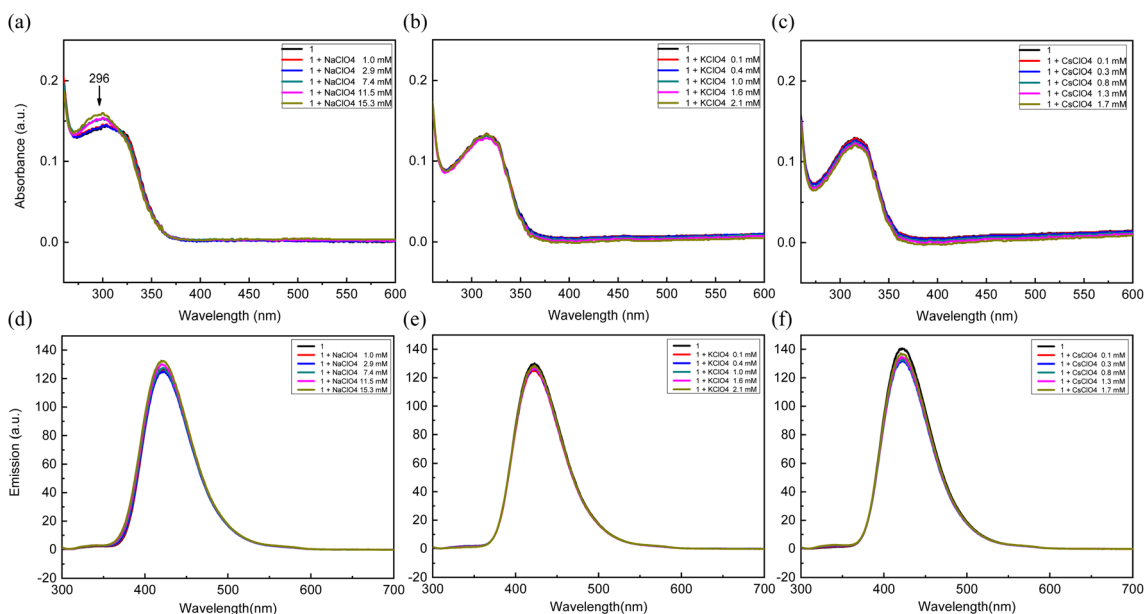 (a)
0.2
0.1
0.0
Absorbance (a.u.)
296
1
1 + NaClO4 1.0 mM
1 + NaClO4 2.9 mM
1 + NaClO4 7.4 mM
1 + NaClO4 11.5 mM
1 + NaClO4 15.3 mM
300 350 400 450 500 550 600
Wavelength (nm)
(b)
0.2
0.1
0.0
1
1 + KClO4 0.1 mM
1 + KClO4 0.4 mM
1 + KClO4 1.0 mM
1 + KClO4 1.6 mM
1 + KClO4 2.1 mM
300 350 400 450 500 550 600
Wavelength (nm)
(c)
0.2
0.1
0.0
1
1 + CsClO4 0.1 mM
1 + CsClO4 0.3 mM
1 + CsClO4 0.8 mM
1 + CsClO4 1.3 mM
1 + CsClO4 1.7 mM
300 350 400 450 500 550 600
Wavelength (nm)
(d)
140
120
100
80
60
40
20
0
-20
Emission (a.u.)
1
1 + NaClO4 1.0 mM
1 + NaClO4 2.9 mM
1 + NaClO4 7.4 mM
1 + NaClO4 11.5 mM
1 + NaClO4 15.3 mM
300 400 500 600 700
Wavelength(nm)
(e)
140
120
100
80
60
40
20
0
-20
1
1 + KClO4 0.1 mM
1 + KClO4 0.4 mM
1 + KClO4 1.0 mM
1 + KClO4 1.6 mM
1 + KClO4 2.1 mM
300 400 500 600 700
Wavelength(nm)
(f)
140
120
100
80
60
40
20
0
-20
1
1 + CsClO4 0.1 mM
1 + CsClO4 0.3 mM
1 + CsClO4 0.8 mM
1 + CsClO4 1.3 mM
1 + CsClO4 1.7 mM
300 400 500 600 700
Wavelength(nm)